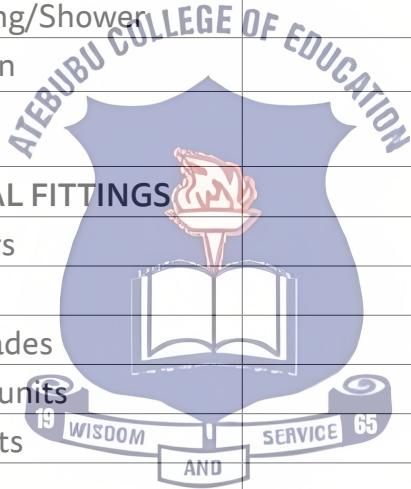 ng/Shower
n
ATEBUBU COLLEGE OF EDUCATION
AL FITTINGS
rs
ades
units
ts
19 WISDOM AND SERVICE 65